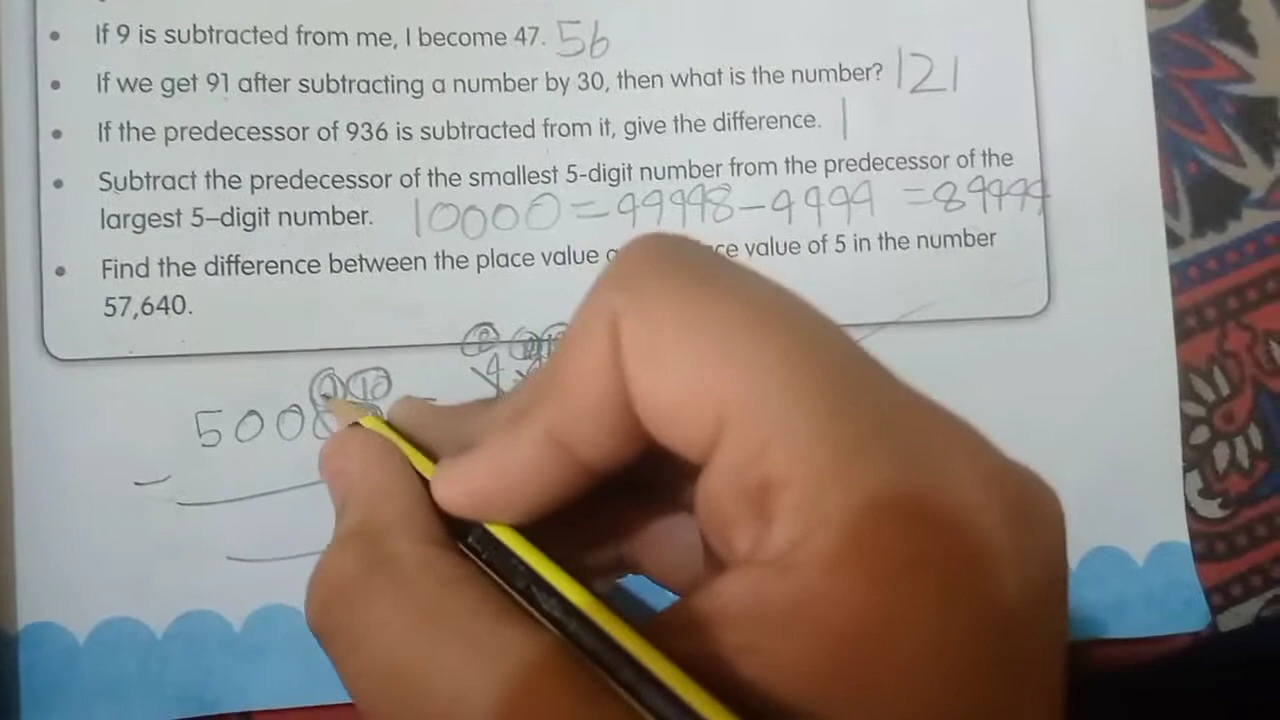 • If 9 is subtracted from me, I become 47. 56
• If we get 91 after subtracting a number by 30, then what is the number? 121
• If the predecessor of 936 is subtracted from it, give the difference. 1
• Subtract the predecessor of the smallest 5-digit number from the predecessor of the
largest 5–digit number. 10000 = 99998 - 9999 = 89999
• Find the difference between the place value value of 5 in the number
57,640.
500